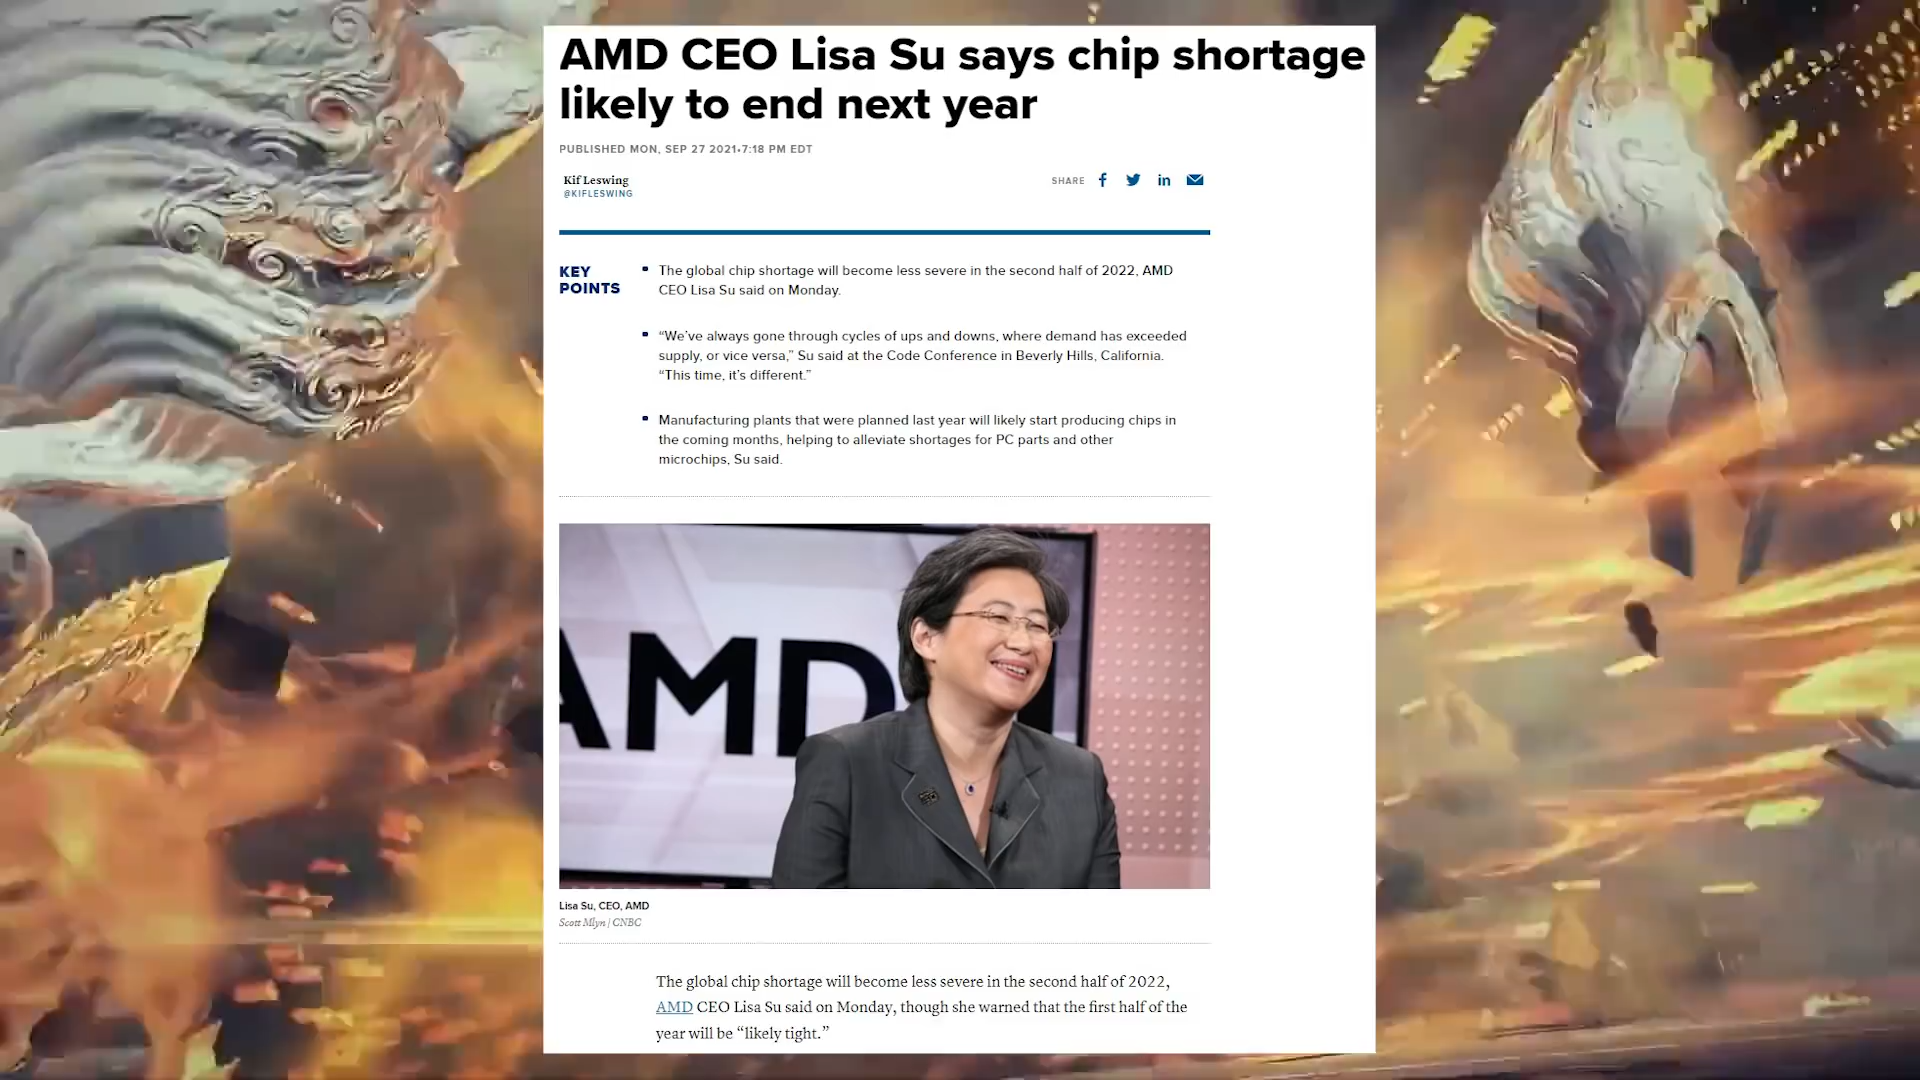 AMD CEO Lisa Su says chip shortage
likely to end next year
PUBLISHED MON, SEP 27 2021•7:18 PM EDT
Kif Leswing
@KIFLESWING
SHARE
KEY
POINTS
The global chip shortage will become less severe in the second half of 2022, AMD
CEO Lisa Su said on Monday.
“We’ve always gone through cycles of ups and downs, where demand has exceeded
supply, or vice versa,” Su said at the Code Conference in Beverly Hills, California.
“This time, it’s different.”
Manufacturing plants that were planned last year will likely start producing chips in
the coming months, helping to alleviate shortages for PC parts and other
microchips, Su said.
AMD
Lisa Su, CEO, AMD
Scott Mlyn | CNBC
The global chip shortage will become less severe in the second half of 2022,
AMD CEO Lisa Su said on Monday, though she warned that the first half of the
year will be “likely tight.”